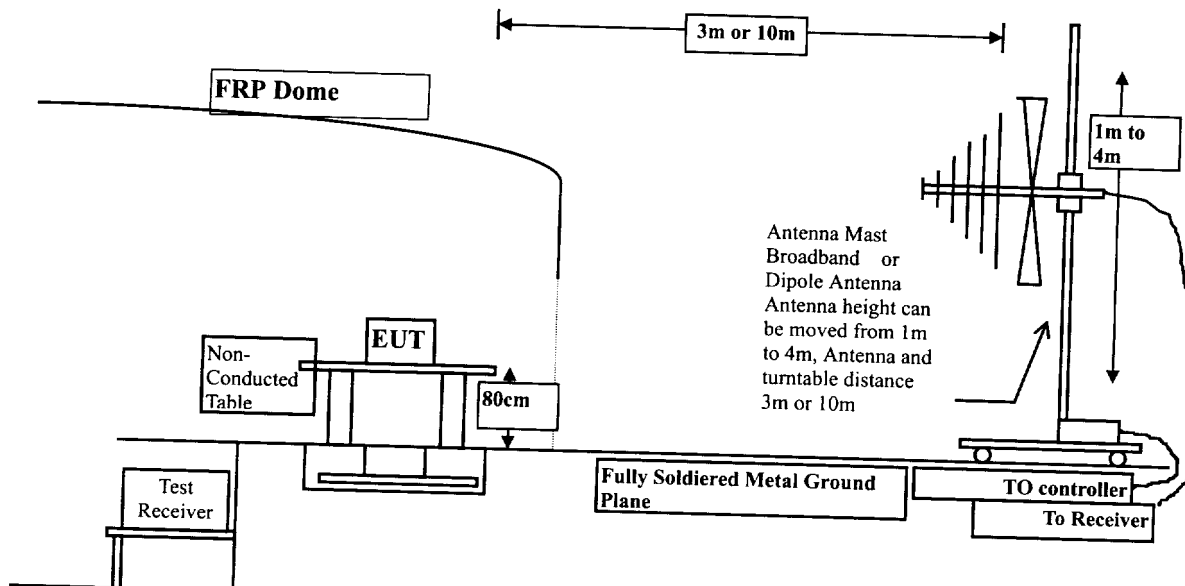 3m or 10m
FRP Dome
1m to
4m
Antenna Mast
Broadband or
Dipole Antenna
Antenna height can
be moved from 1m
to 4m, Antenna and
turntable distance
3m or 10m
EUT
Non-
Conducted
Table
80cm
Fully Soldiered Metal Ground
Plane
TO controller
To Receiver
Test
Receiver